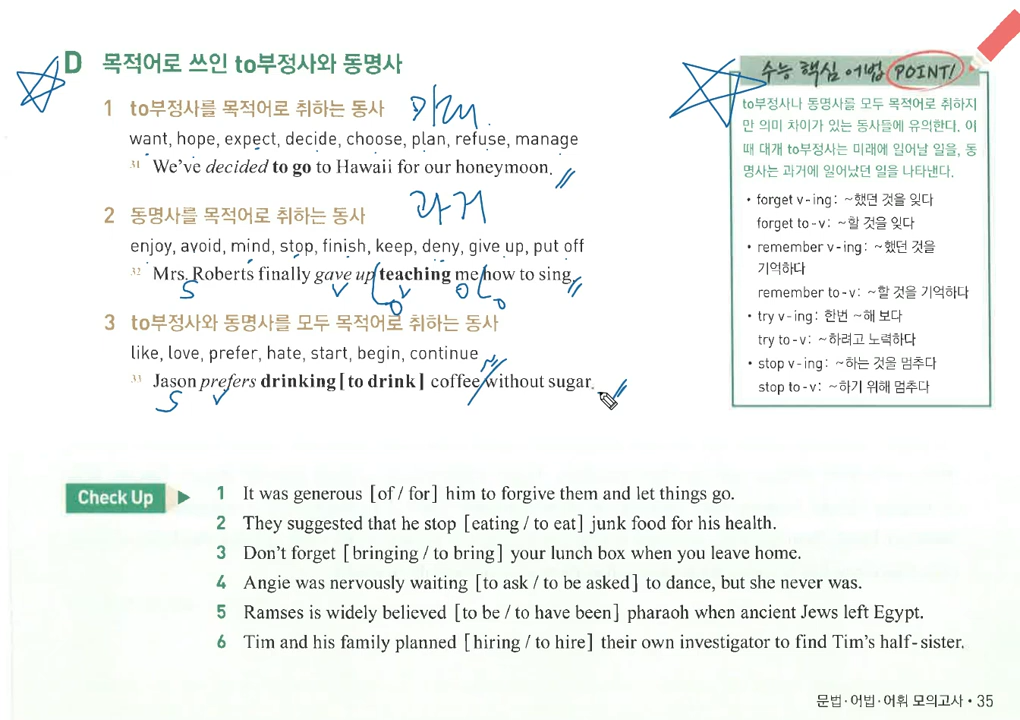 D 목적어로 쓰인 to부정사와 동명사
1 to부정사를 목적어로 취하는 동사 미래
want, hope, expect, decide, choose, plan, refuse, manage
31 We've decided to go to Hawaii for our honeymoon.
2 동명사를 목적어로 취하는 동사 과거
enjoy, avoid, mind, stop, finish, keep, deny, give up, put off
32 Mrs. Roberts finally gave up teaching me how to sing.
S V O V O O
3 to부정사와 동명사를 모두 목적어로 취하는 동사
like, love, prefer, hate, start, begin, continue
33 Jason prefers drinking[to drink] coffee without sugar.
S V
수능 핵심 어법 POINT!
to부정사나 동명사를 모두 목적어로 취하지
만 의미 차이가 있는 동사들에 유의한다. 이
때 대개 to부정사는 미래에 일어날 일을, 동
명사는 과거에 일어났던 일을 나타낸다.
• forget v-ing: ~했던 것을 잊다
forget to-v: ~할 것을 잊다
• remember v-ing: ~했던 것을
기억하다
remember to-v: ~할 것을 기억하다
• try v-ing: 한번 ~해 보다
try to-v: ~하려고 노력하다
• stop v-ing: ~하는 것을 멈추다
stop to-v: ~하기 위해 멈추다
Check Up
1 It was generous [of / for] him to forgive them and let things go.
2 They suggested that he stop [eating / to eat] junk food for his health.
3 Don't forget [bringing / to bring] your lunch box when you leave home.
4 Angie was nervously waiting [to ask / to be asked] to dance, but she never was.
5 Ramses is widely believed [to be / to have been] pharaoh when ancient Jews left Egypt.
6 Tim and his family planned [hiring / to hire] their own investigator to find Tim's half-sister.
문법·어법·어휘 모의고사 • 35